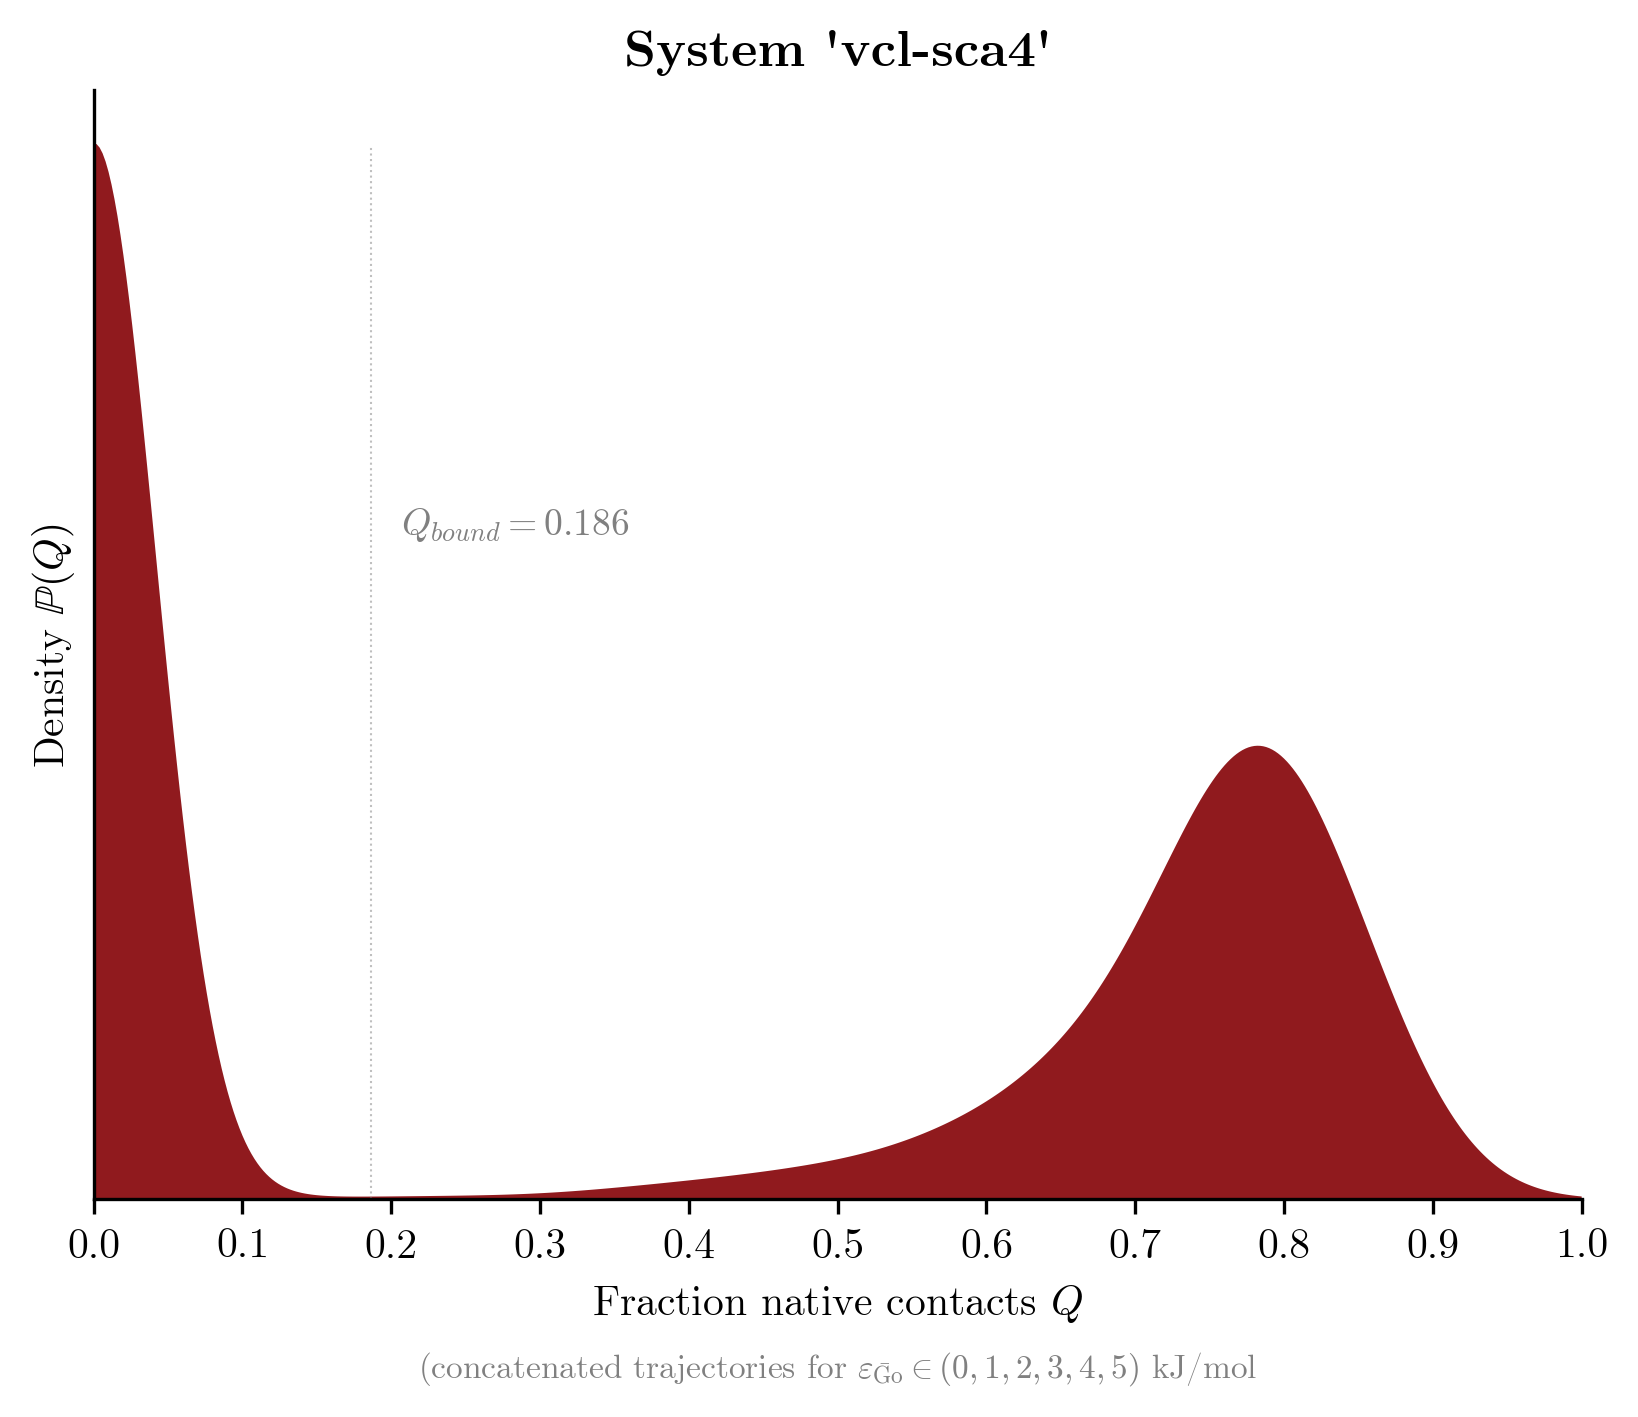 System 'vcl-sca4'
Density ℙ(Q)
Q_bound = 0.186
0.0 0.1 0.2 0.3 0.4 0.5 0.6 0.7 0.8 0.9 1.0
Fraction native contacts Q
(concatenated trajectories for ε_Ḡo ∈ (0, 1, 2, 3, 4, 5) kJ/mol